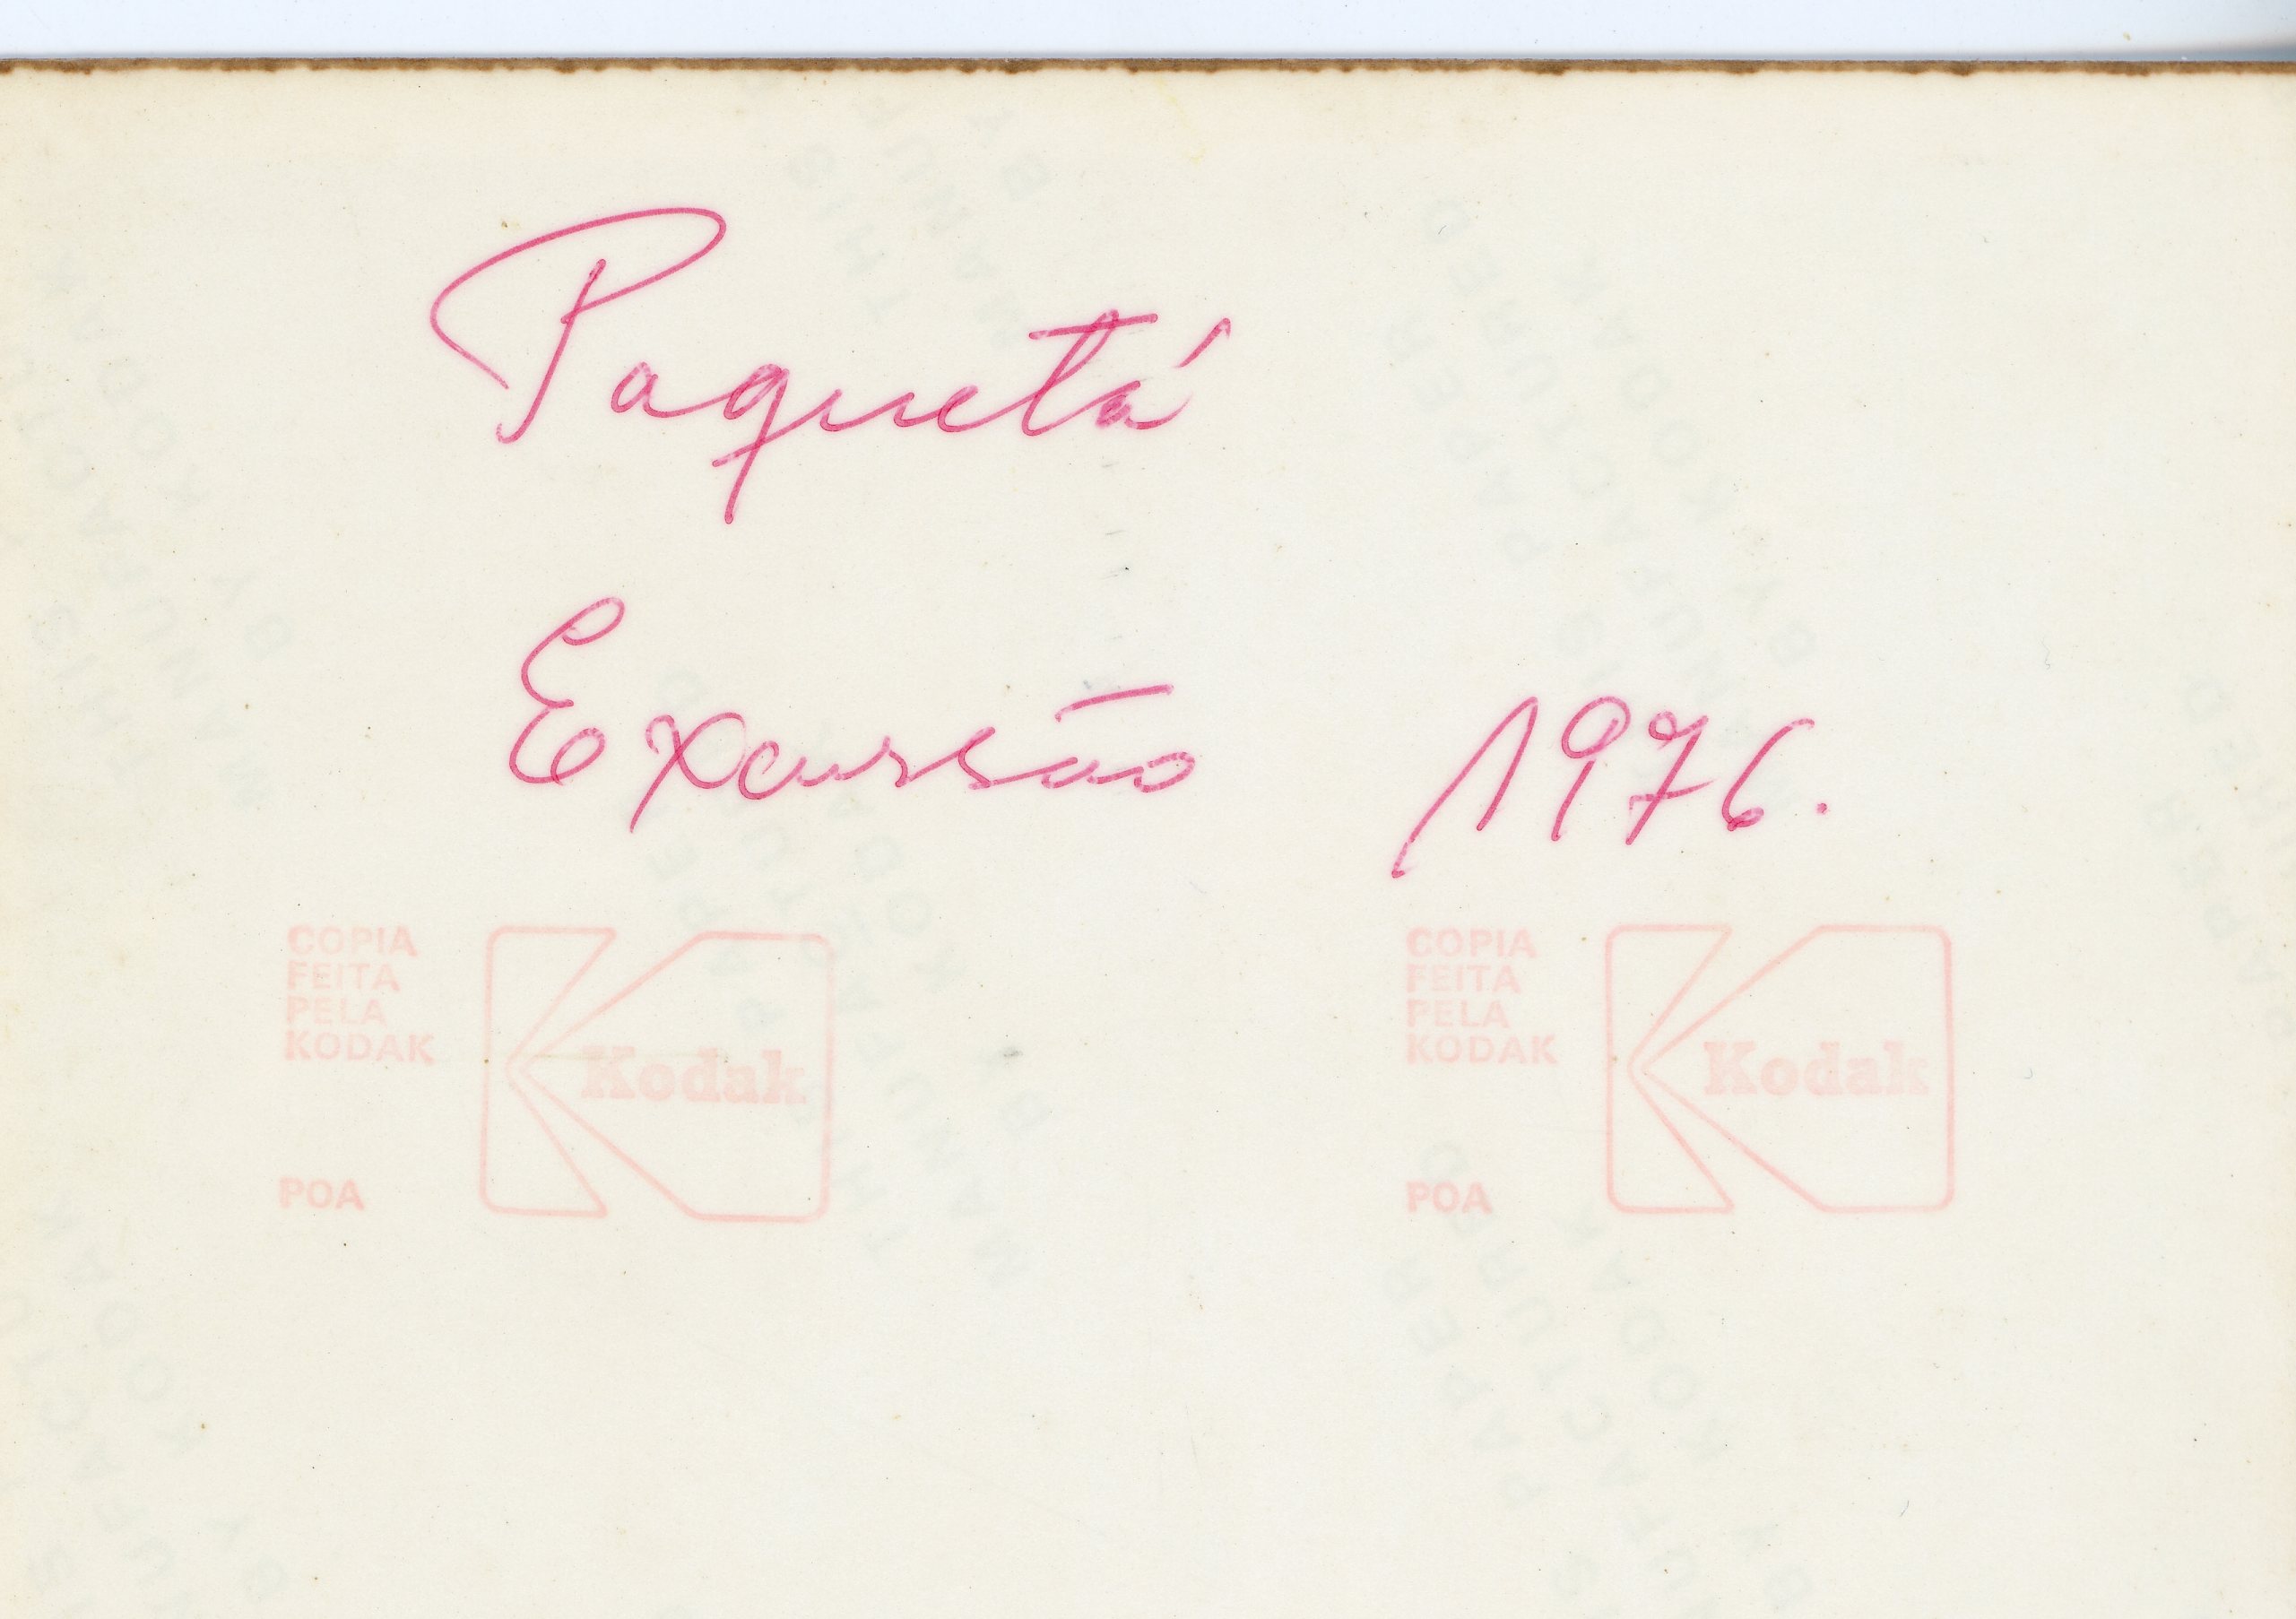 Paquetá
Excursão 1976.
COPIA
FEITA
PELA
KODAK
Kodak
POA
COPIA
FEITA
PELA
KODAK
Kodak
POA